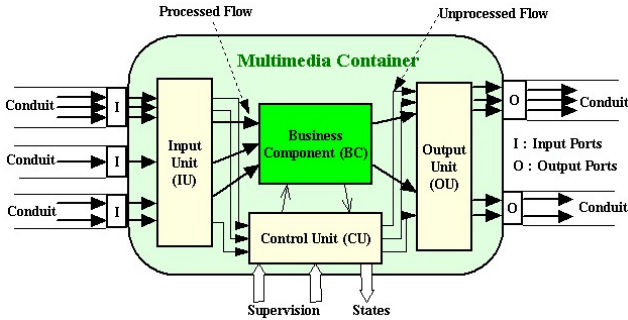 Processed Flow
Unprocessed Flow
Multimedia Container
Conduit
I
Input
Unit
(IU)
Business
Component (BC)
Output
Unit
(OU)
O
Conduit
Conduit
I
I : Input Ports
O : Output Ports
Conduit
I
Control Unit (CU)
O
Conduit
Supervision
States